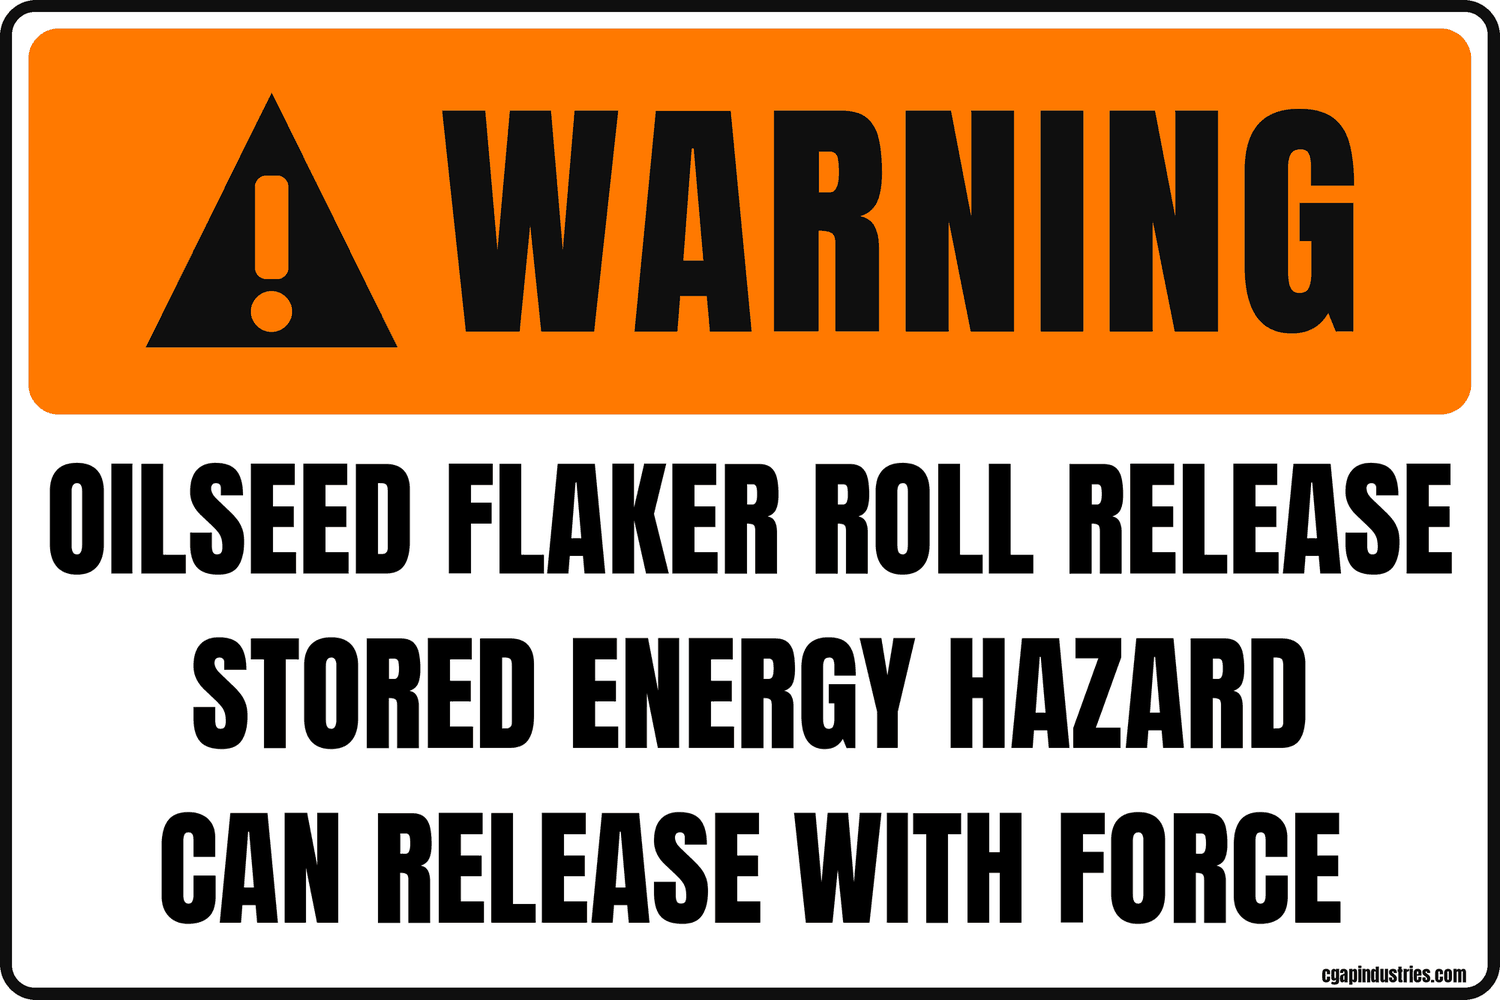 WARNING
OILSEED FLAKER ROLL RELEASE
STORED ENERGY HAZARD
CAN RELEASE WITH FORCE
cgapindustries.com